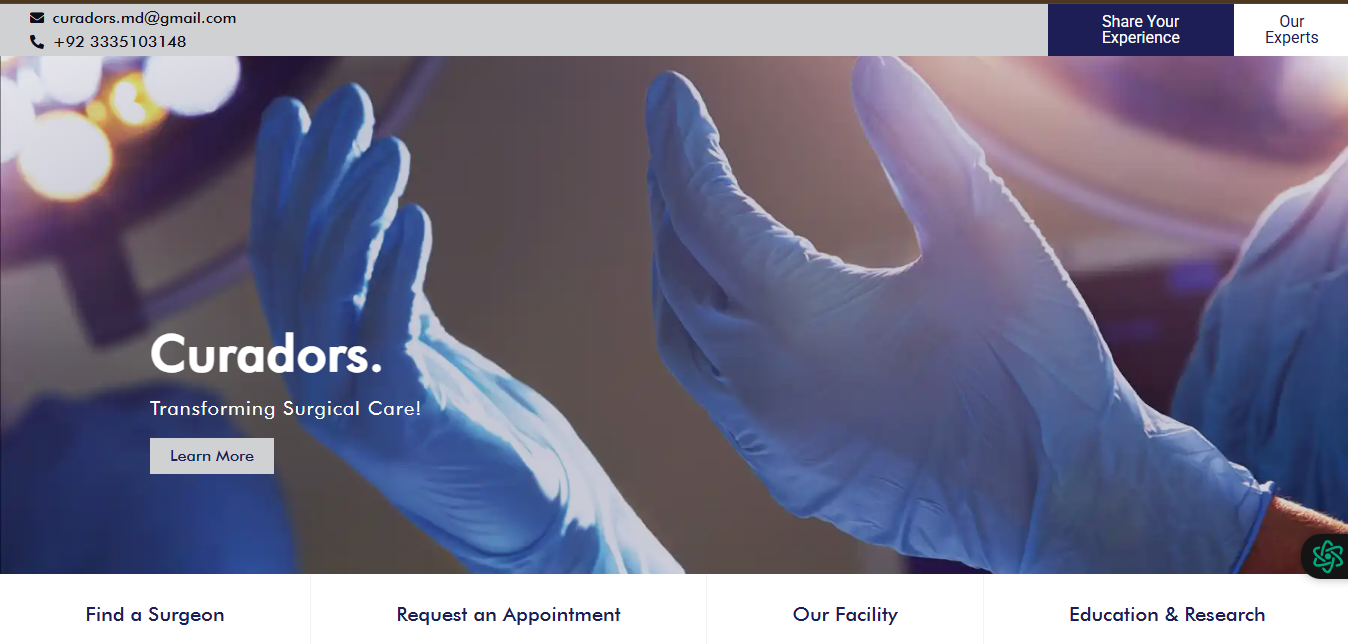 curadors.md@gmail.com
+92 3335103148
Share Your
Experience
Our
Experts
Curadors.
Transforming Surgical Care!
Learn More
Find a Surgeon
Request an Appointment
Our Facility
Education & Research